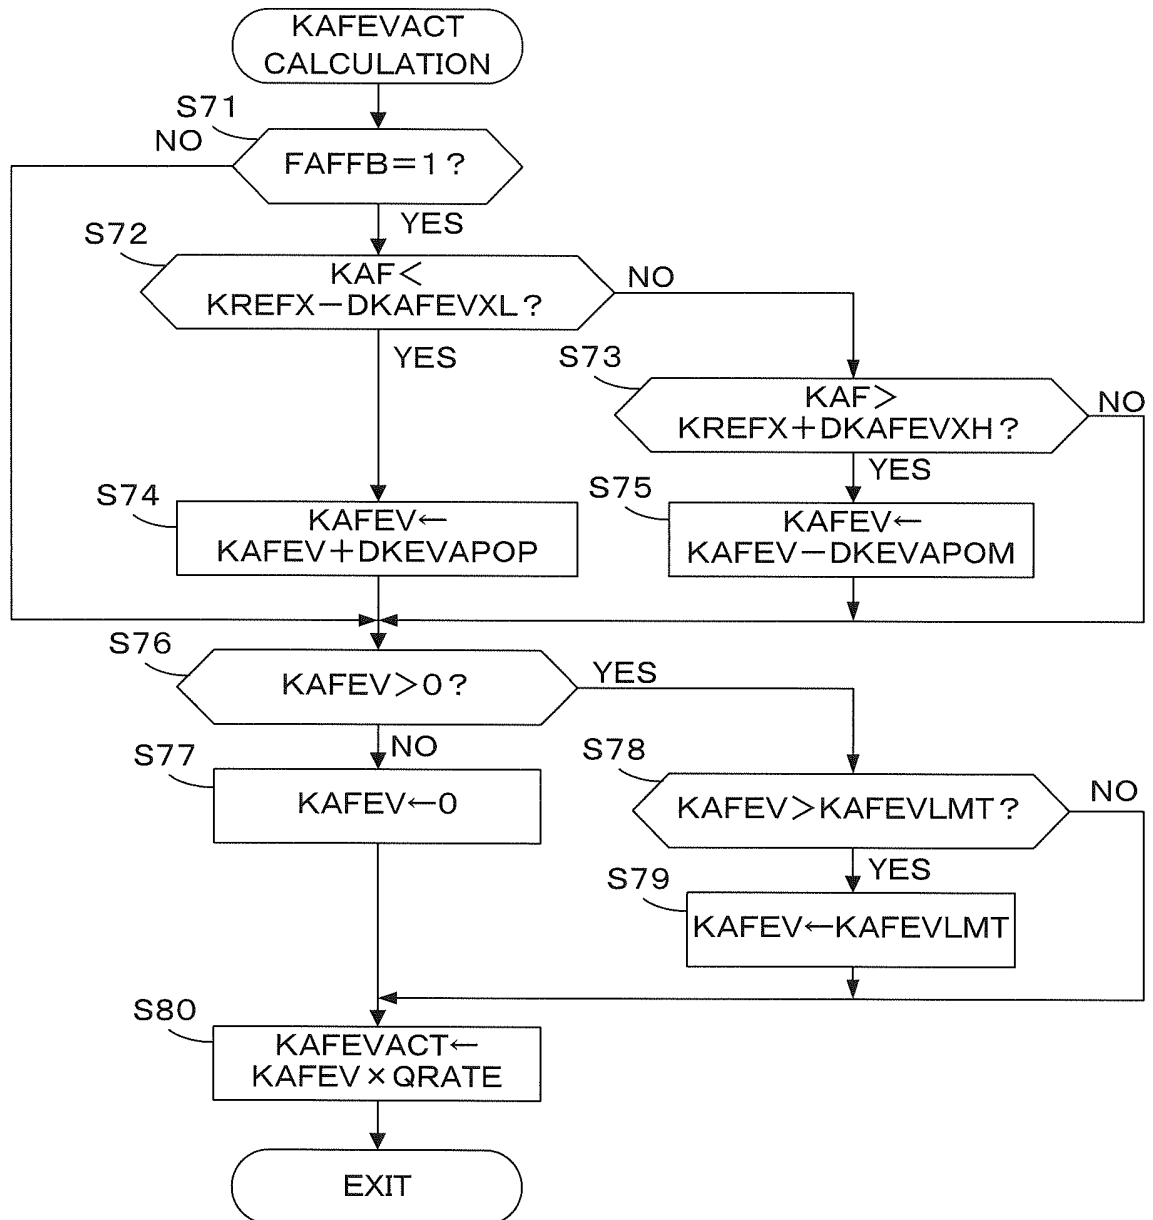 KAFEVACT
CALCULATION
S71
NO
FAFFB=1?
YES
S72
KAF<
KREFX-DKAFEVXL?
NO
YES
S73
KAF>
KREFX+DKAFEVXH?
NO
YES
S74
KAFEV←
KAFEV+DKEVAPOP
S75
KAFEV←
KAFEV-DKEVAPOM
S76
KAFEV>0?
YES
NO
S77
KAFEV←0
S78
KAFEV>KAFEVLMT?
NO
YES
S79
KAFEV←KAFEVLMT
S80
KAFEVACT←
KAFEV×QRATE
EXIT